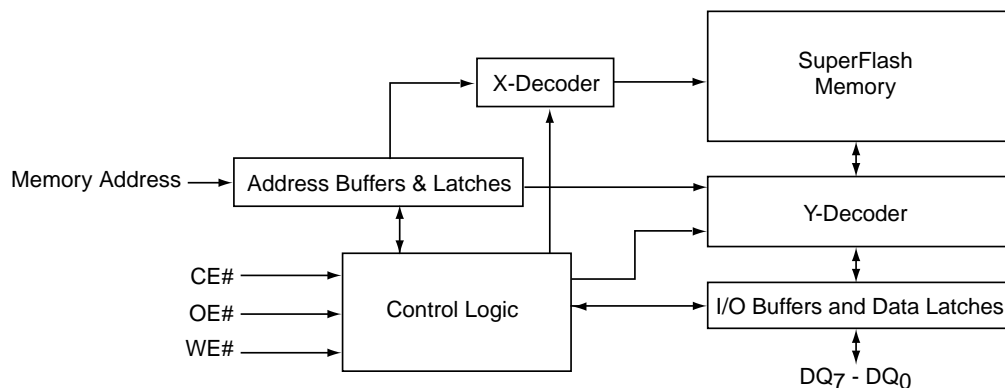 SuperFlash
Memory
X-Decoder
Memory Address
Address Buffers & Latches
Y-Decoder
CE#
OE#
WE#
Control Logic
I/O Buffers and Data Latches
DQ7 - DQ0